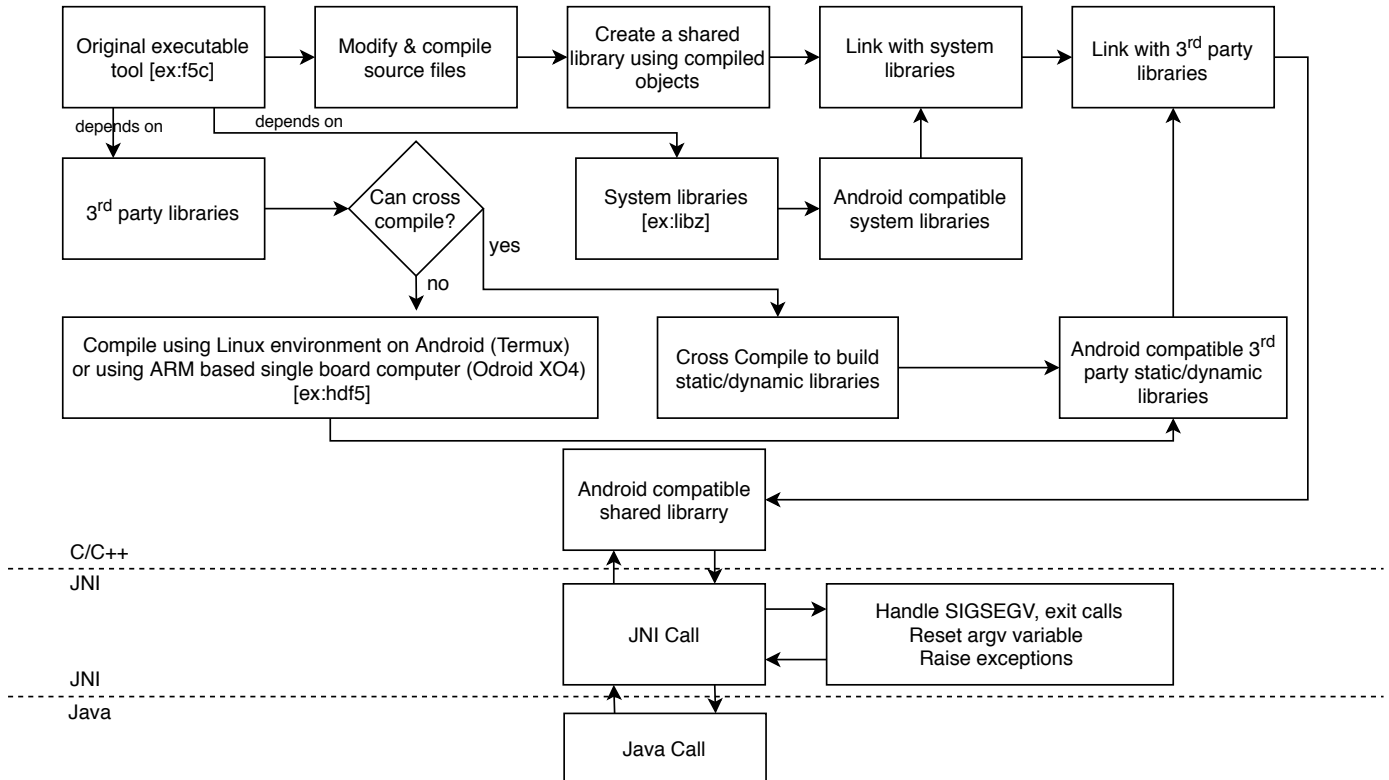 Original executable
tool [ex:f5c]
Modify & compile
source files
Create a shared
library using compiled
objects
Link with system
libraries
Link with 3rd party
libraries
depends on
depends on
3rd party libraries
Can cross
compile?
yes
no
System libraries
[ex:libz]
Android compatible
system libraries
Compile using Linux environment on Android (Termux)
or using ARM based single board computer (Odroid XO4)
[ex:hdf5]
Cross Compile to build
static/dynamic libraries
Android compatible 3rd
party static/dynamic
libraries
Android compatible
shared librarry
C/C++
JNI
JNI Call
Handle SIGSEGV, exit calls
Reset argv variable
Raise exceptions
JNI
Java
Java Call